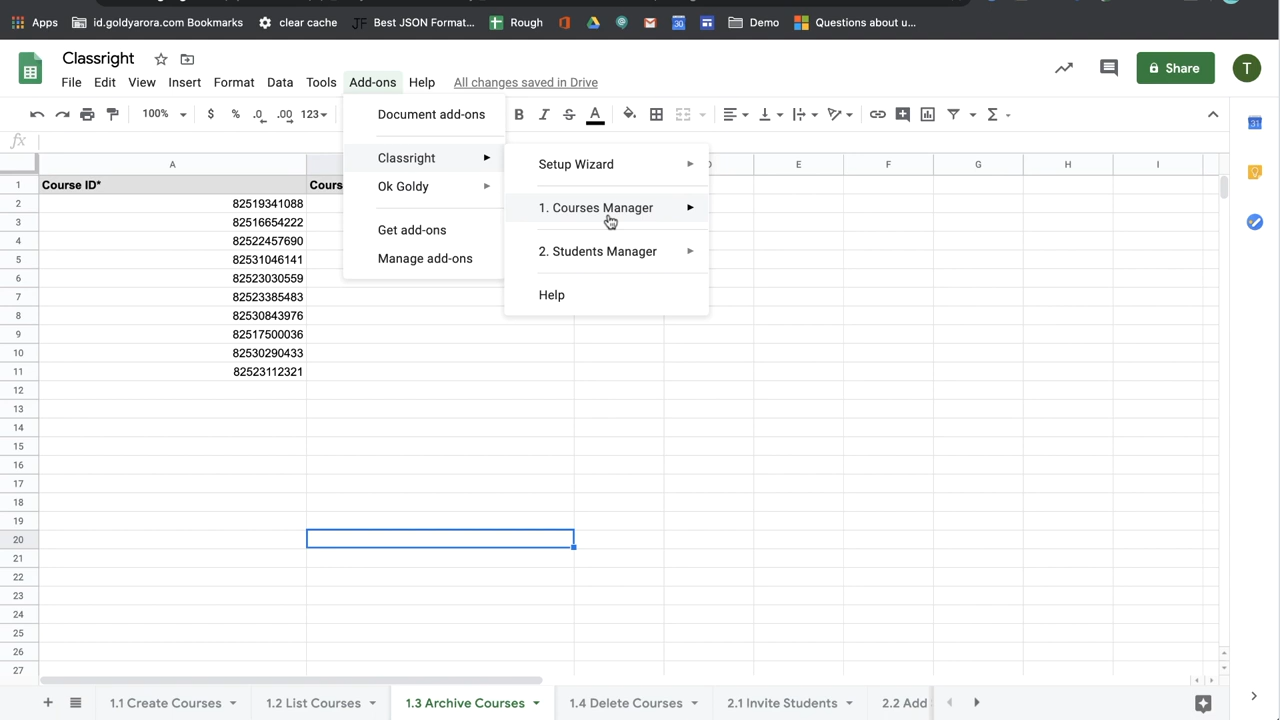 Apps id.goldyarora.com Bookmarks clear cache JF Best JSON Format... Rough 30 Demo Questions about u...
Classright
File Edit View Insert Format Data Tools Add-ons Help All changes saved in Drive
Share
T
100% $ % .0 .00 123 B I S A Σ
Document add-ons
fx
Classright
Ok Goldy
Get add-ons
Manage add-ons
Setup Wizard
1. Courses Manager
2. Students Manager
Help
31
A D E F G H I
1 Course ID* Cours
2 82519341088
3 82516654222
4 82522457690
5 82531046141
6 82523030559
7 82523385483
8 82530843976
9 82517500036
10 82530290433
11 82523112321
12
13
14
15
16
17
18
19
20
21
22
23
24
25
26
27
1.1 Create Courses 1.2 List Courses 1.3 Archive Courses 1.4 Delete Courses 2.1 Invite Students 2.2 Add